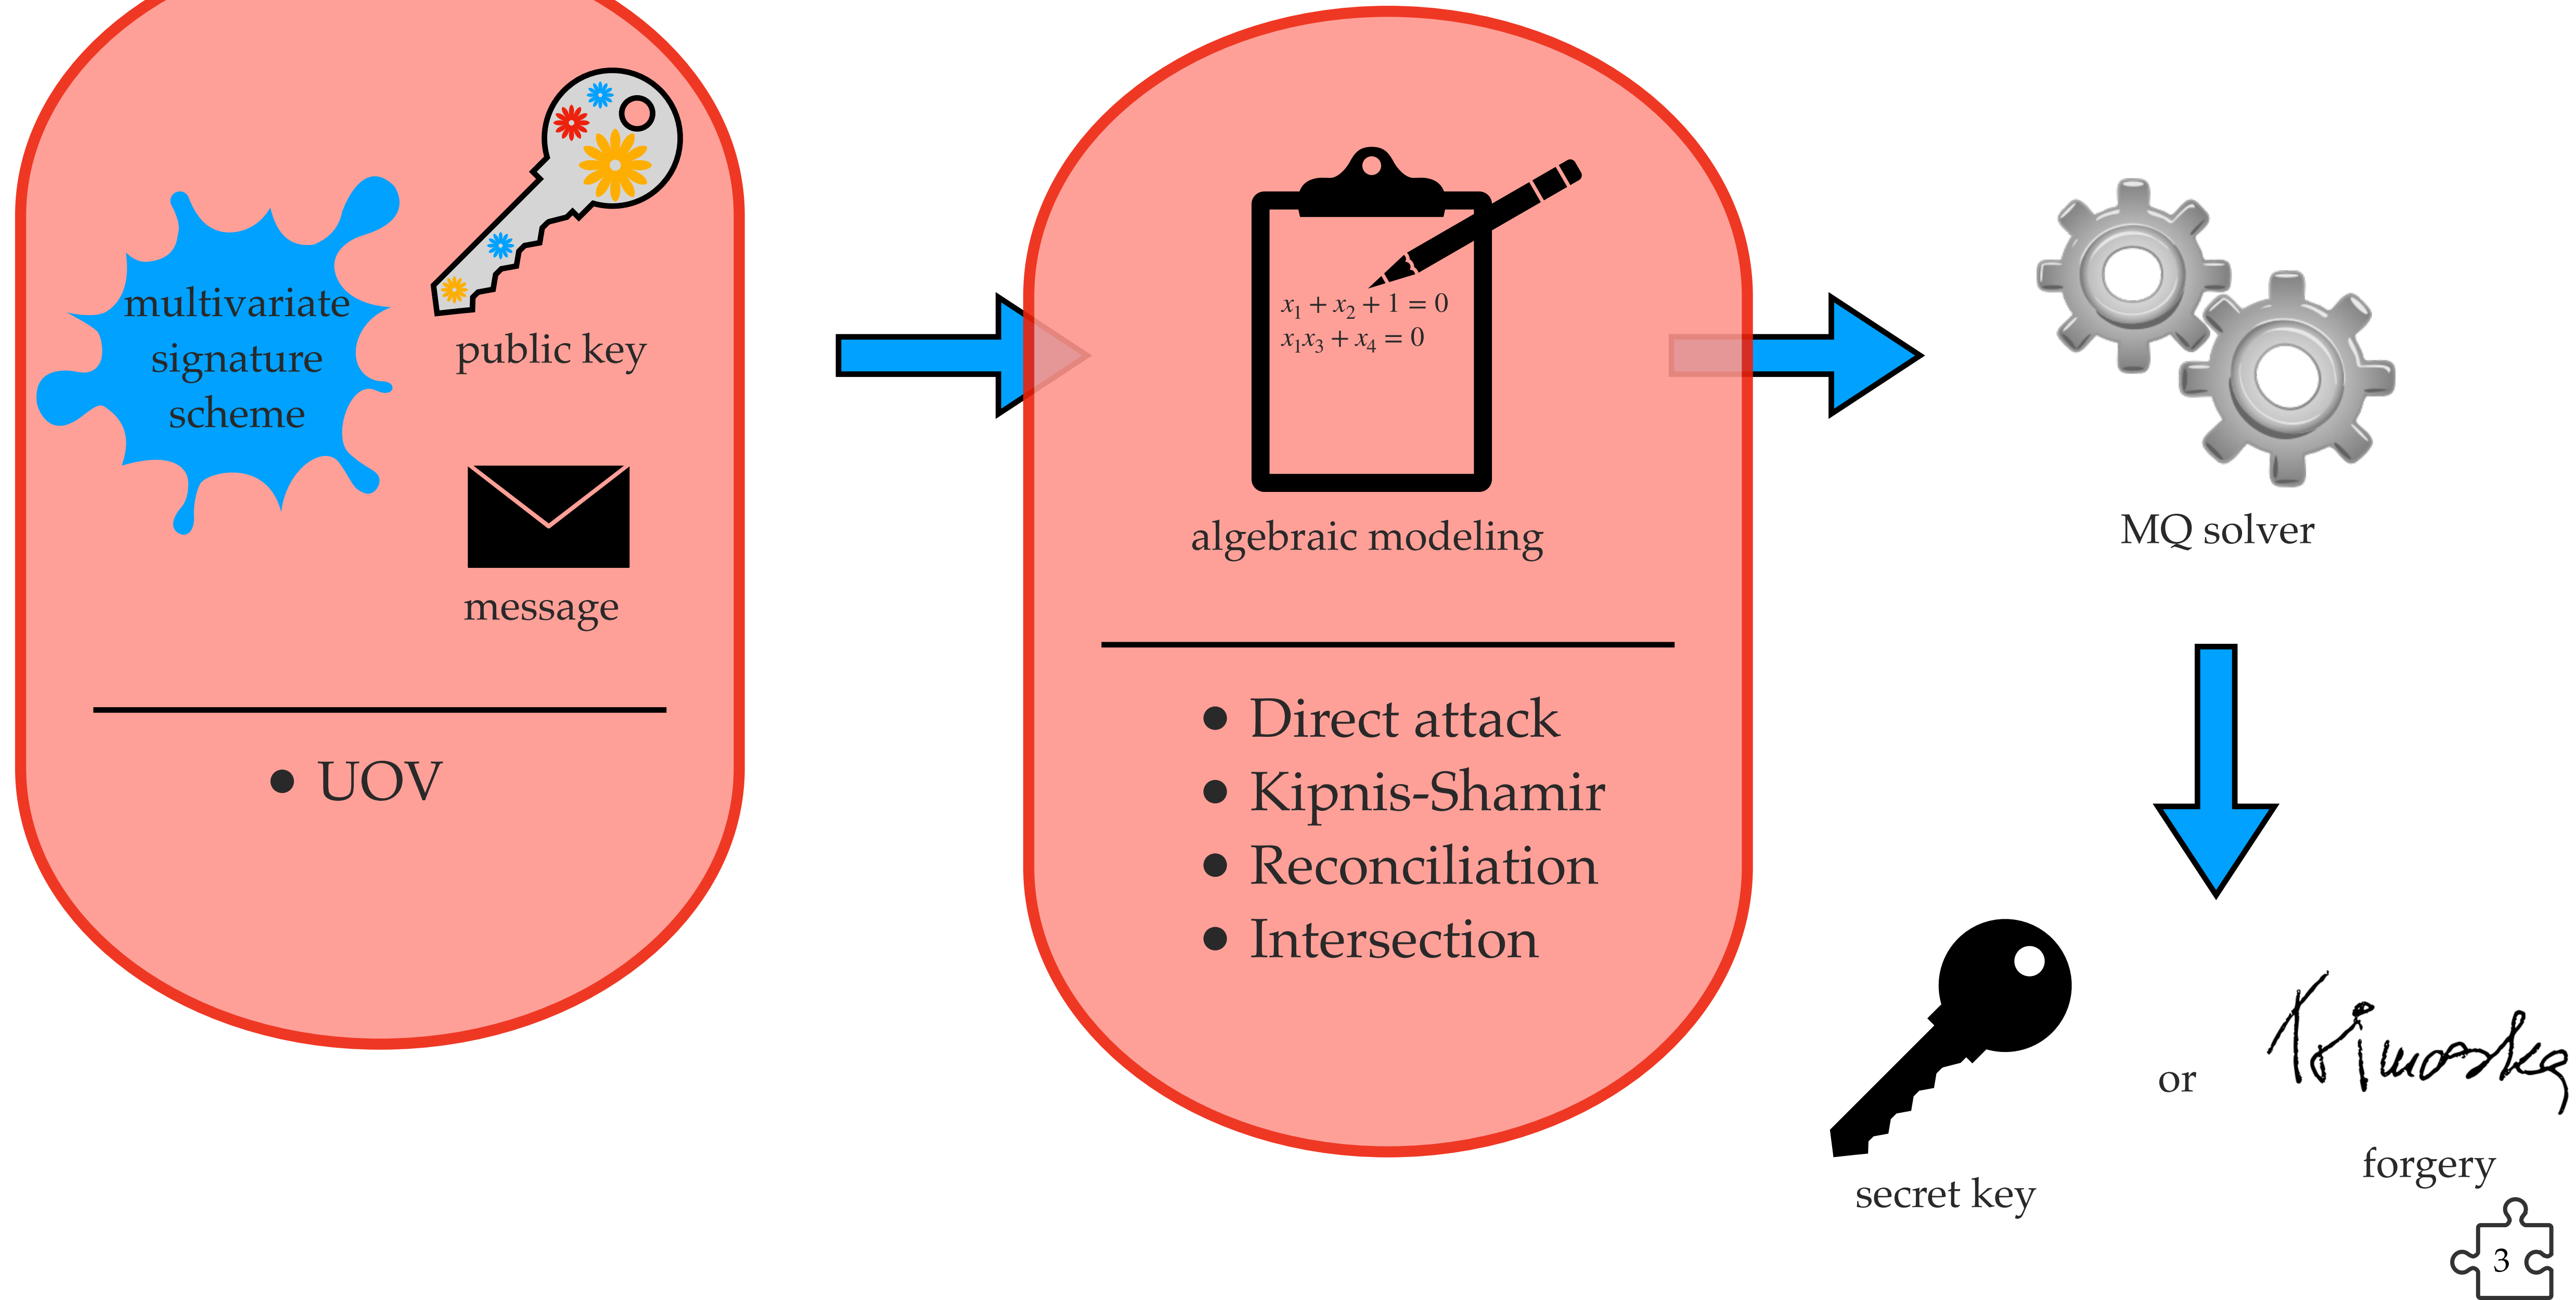 multivariate
signature
scheme
public key
message
• UOV
x₁ + x₂ + 1 = 0
x₁x₃ + x₄ = 0
algebraic modeling
• Direct attack
• Kipnis-Shamir
• Reconciliation
• Intersection
MQ solver
secret key
or
forgery
3